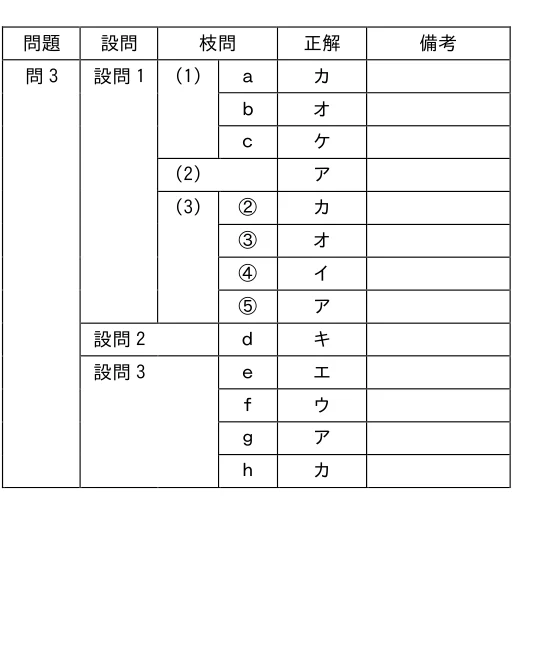 問題 設問 枝問 正解 備考
問3 設問1 (1) a カ
b オ
c ケ
(2) ア
(3) ② カ
③ オ
④ イ
⑤ ア
設問2 d キ
設問3 e エ
f ウ
g ア
h カ